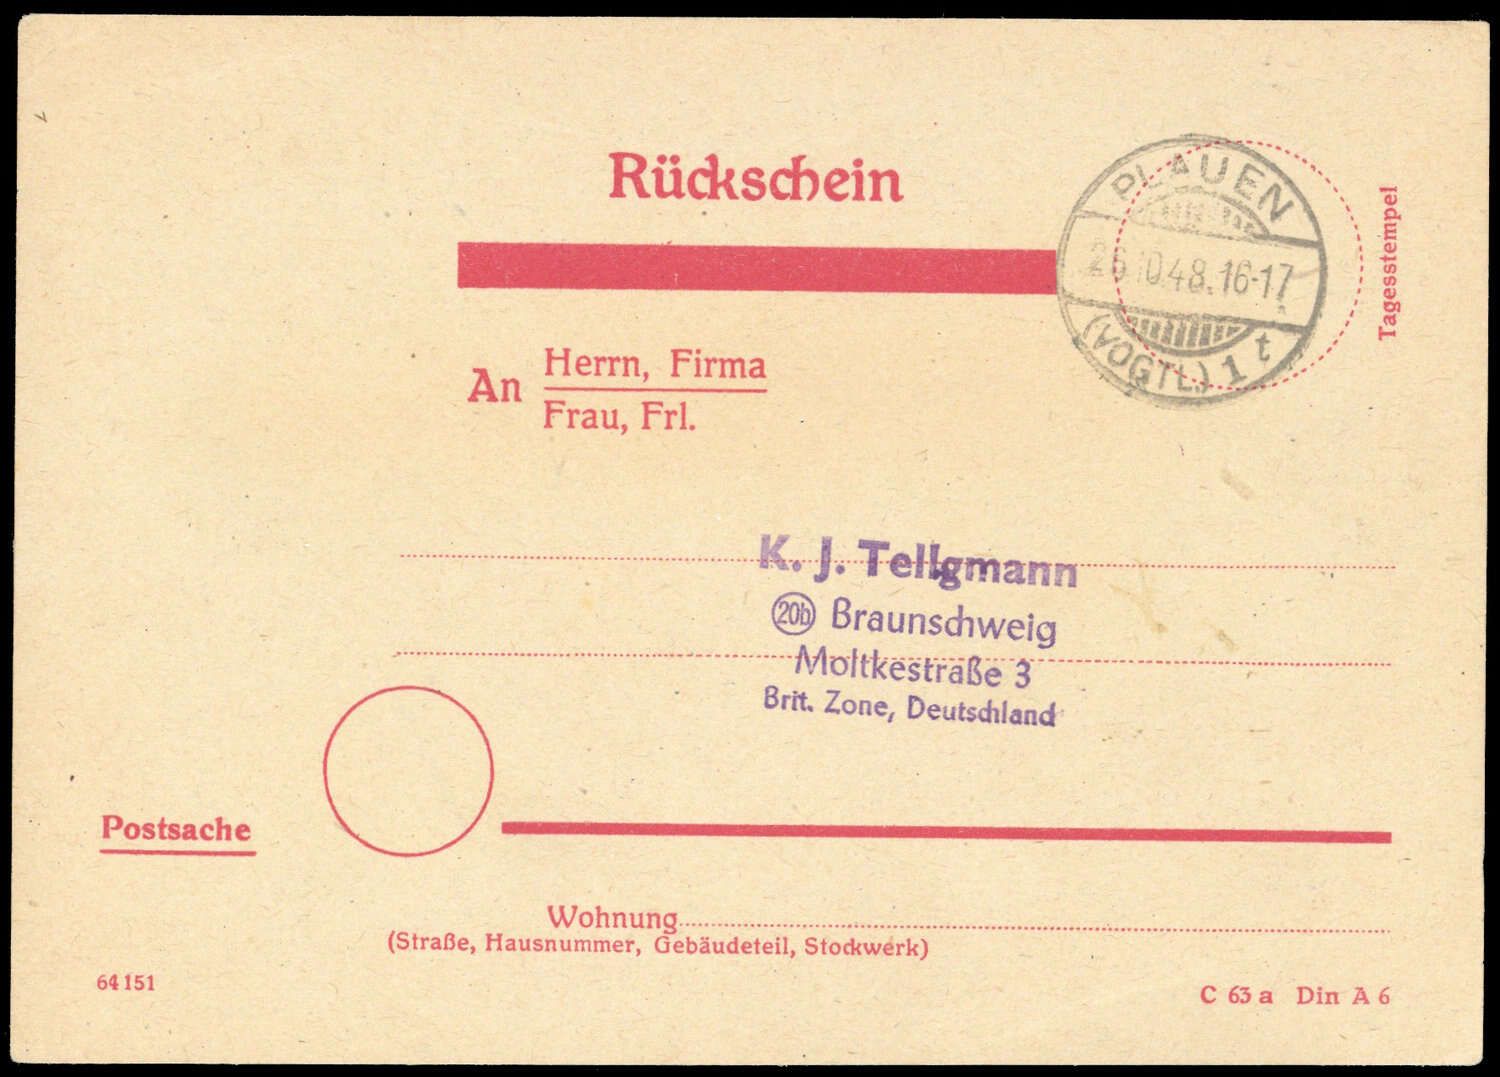 Rückschein
PLAUEN
26.10.48.16-17
(VOGTL.) 1 t
Tagesstempel
An Herrn, Firma
Frau, Frl.
K. J. Tellgmann
20b Braunschweig
Moltkestraße 3
Brit. Zone, Deutschland
Postsache
Wohnung
(Straße, Hausnummer, Gebäudeteil, Stockwerk)
64151
C 63 a Din A 6